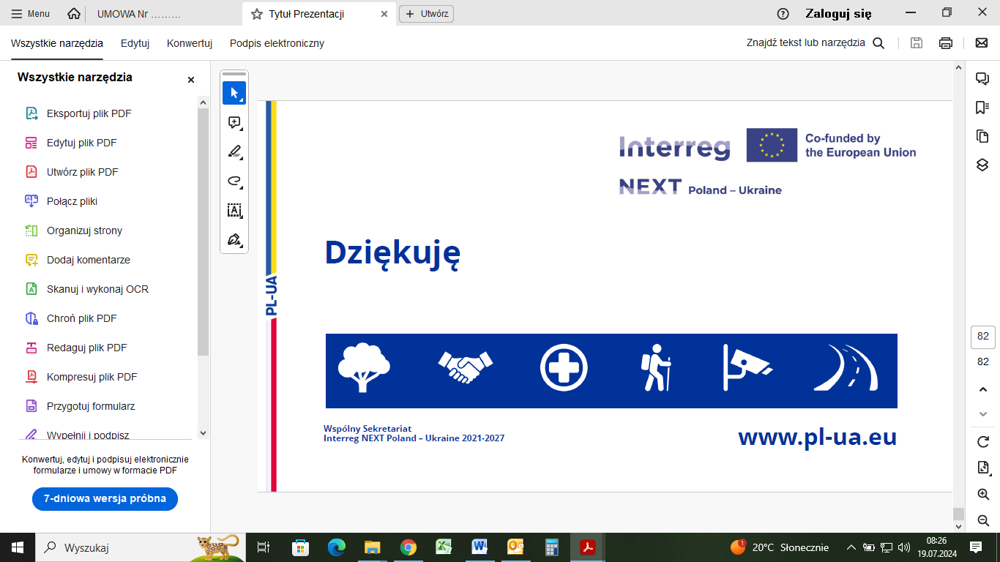 Menu
UMOWA Nr ………
Tytuł Prezentacji
Utwórz
Zaloguj się
Wszystkie narzędzia
Edytuj
Konwertuj
Podpis elektroniczny
Znajdź tekst lub narzędzia
Wszystkie narzędzia
Eksportuj plik PDF
Edytuj plik PDF
Utwórz plik PDF
Połącz pliki
Organizuj strony
Dodaj komentarze
Skanuj i wykonaj OCR
Chroń plik PDF
Redaguj plik PDF
Kompresuj plik PDF
Przygotuj formularz
Wypełnij i podpisz
Konwertuj, edytuj i podpisuj elektronicznie
formularze i umowy w formacie PDF
7-dniowa wersja próbna
PL-UA
Interreg
Co-funded by
the European Union
NEXT Poland – Ukraine
Dziękuję
Wspólny Sekretariat
Interreg NEXT Poland – Ukraine 2021-2027
www.pl-ua.eu
82
82
Wyszukaj
20°C Słonecznie
08:26
19.07.2024